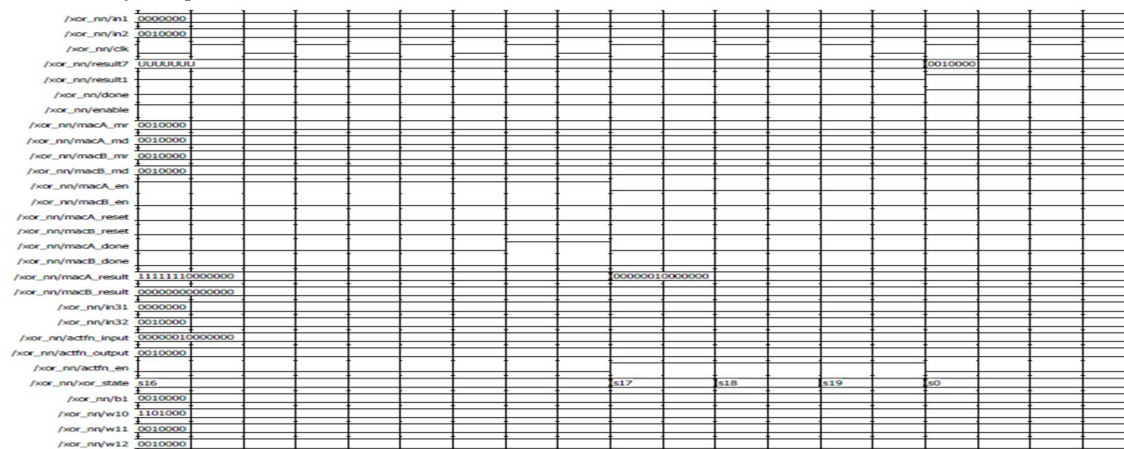 /xor_nn/in1 0000000
/xor_nn/in2 0010000
/xor_nn/clk
/xor_nn/result7 UUUUUUU 0010000
/xor_nn/result1
/xor_nn/done
/xor_nn/enable
/xor_nn/macA_mr 0010000
/xor_nn/macA_md 0010000
/xor_nn/macB_mr 0010000
/xor_nn/macB_md 0010000
/xor_nn/macA_en
/xor_nn/macB_en
/xor_nn/macA_reset
/xor_nn/macB_reset
/xor_nn/macA_done
/xor_nn/macB_done
/xor_nn/macA_result 11111110000000 00000010000000
/xor_nn/macB_result 00000000000000
/xor_nn/in31 0000000
/xor_nn/in32 0010000
/xor_nn/actfn_input 00000010000000
/xor_nn/actfn_output 0010000
/xor_nn/actfn_en
/xor_nn/xor_state s16 s17 s18 s19 s0
/xor_nn/b1 0010000
/xor_nn/w10 1101000
/xor_nn/w11 0010000
/xor_nn/w12 0010000